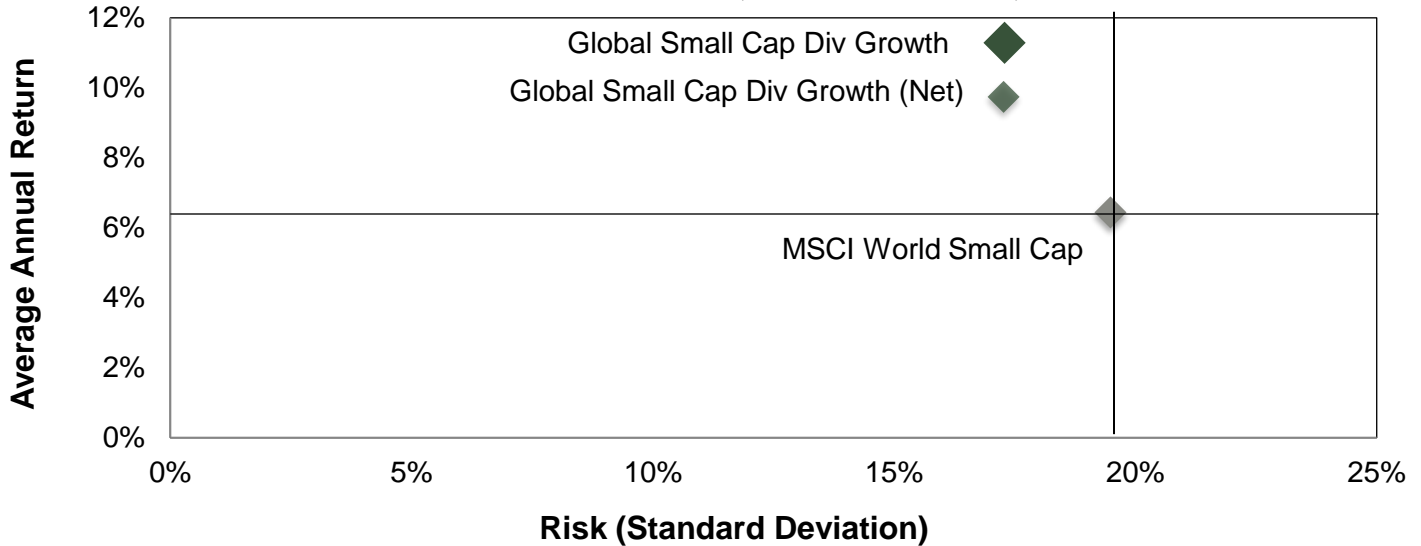 12%
Global Small Cap Div Growth
10%
Global Small Cap Div Growth (Net)
8%
6%
MSCI World Small Cap
4%
2%
0%
Average Annual Return
0% 5% 10% 15% 20% 25%
Risk (Standard Deviation)